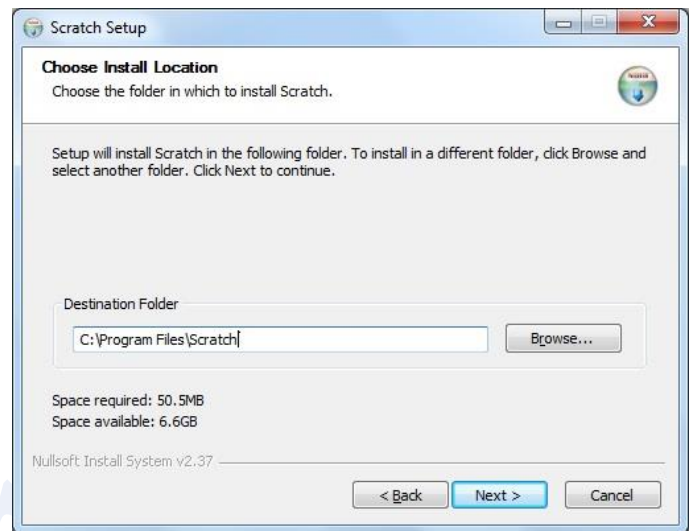 Scratch Setup
Choose Install Location
Choose the folder in which to install Scratch.
Setup will install Scratch in the following folder. To install in a different folder, click Browse and
select another folder. Click Next to continue.
Destination Folder
C:\Program Files\Scratch
Browse...
Space required: 50.5MB
Space available: 6.6GB
Nullsoft Install System v2.37
< Back Next > Cancel